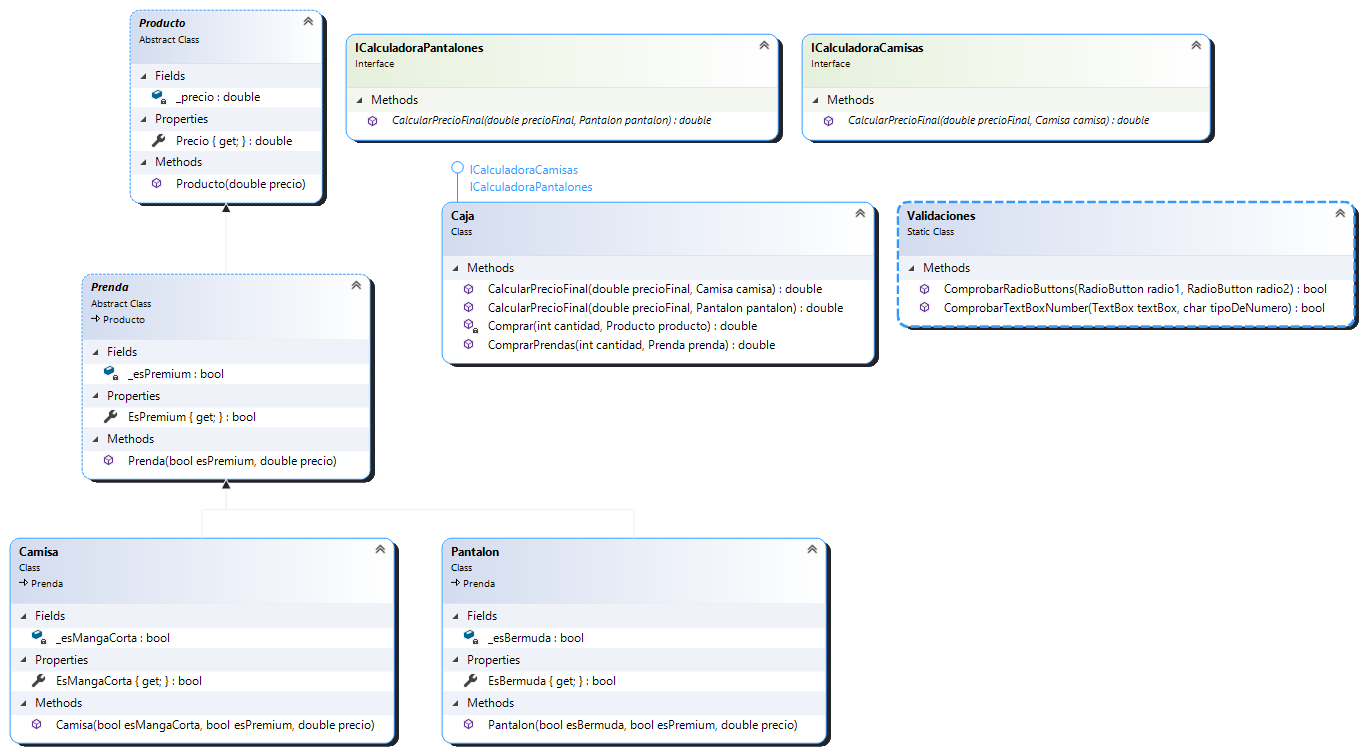 Producto
Abstract Class
Fields
_precio : double
Properties
Precio { get; } : double
Methods
Producto(double precio)
ICalculadoraPantalones
Interface
Methods
CalcularPrecioFinal(double precioFinal, Pantalon pantalon) : double
ICalculadoraCamisas
Interface
Methods
CalcularPrecioFinal(double precioFinal, Camisa camisa) : double
ICalculadoraCamisas
ICalculadoraPantalones
Caja
Class
Methods
CalcularPrecioFinal(double precioFinal, Camisa camisa) : double
CalcularPrecioFinal(double precioFinal, Pantalon pantalon) : double
Comprar(int cantidad, Producto producto) : double
ComprarPrendas(int cantidad, Prenda prenda) : double
Validaciones
Static Class
Methods
ComprobarRadioButtons(RadioButton radio1, RadioButton radio2) : bool
ComprobarTextBoxNumber(TextBox textBox, char tipoDeNumero) : bool
Prenda
Abstract Class
Producto
Fields
_esPremium : bool
Properties
EsPremium { get; } : bool
Methods
Prenda(bool esPremium, double precio)
Camisa
Class
Prenda
Fields
_esMangaCorta : bool
Properties
EsMangaCorta { get; } : bool
Methods
Camisa(bool esMangaCorta, bool esPremium, double precio)
Pantalon
Class
Prenda
Fields
_esBermuda : bool
Properties
EsBermuda { get; } : bool
Methods
Pantalon(bool esBermuda, bool esPremium, double precio)